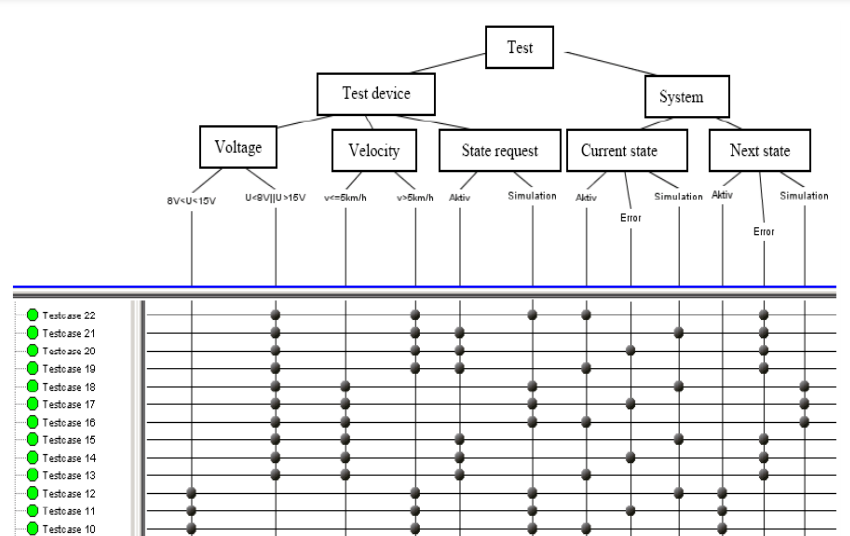 Test
Test device
System
Voltage
Velocity
State request
Current state
Next state
8V<U<15V
U<8V||U>15V
v<=5km/h
v>5km/h
Aktiv
Simulation
Aktiv
Error
Simulation
Aktiv
Error
Simulation
Testcase 22
Testcase 21
Testcase 20
Testcase 19
Testcase 18
Testcase 17
Testcase 16
Testcase 15
Testcase 14
Testcase 13
Testcase 12
Testcase 11
Testcase 10